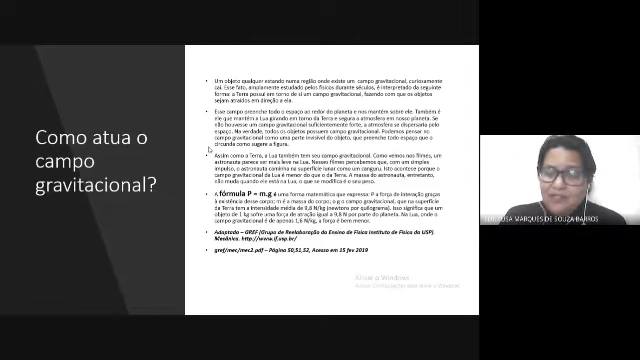 Como atua o
campo
gravitacional?
• Um objeto qualquer estando numa região onde existe um campo gravitacional, curiosamente
cai. Esse fato, amplamente estudado pelos físicos durante séculos, é interpretado da seguinte
forma: a Terra possui em torno de si um campo gravitacional, fazendo com que os objetos
sejam atraídos em direção a ela.
• Esse campo preenche todo o espaço ao redor do planeta e nos mantém sobre ele. Também é
ele que mantém a Lua girando em torno da Terra e segura a atmosfera em nosso planeta. Se
não houvesse um campo gravitacional suficientemente forte, a atmosfera se dispersaria pelo
espaço. Na verdade, todos os objetos possuem campo gravitacional. Podemos pensar no
campo gravitacional como uma parte invisível do objeto, que preenche todo espaço que o
circunda como sugere a figura.
• Assim como a Terra, a Lua também tem seu campo gravitacional. Como vemos nos filmes, um
astronauta parece ser mais leve na Lua. Nesses filmes percebemos que, com um simples
impulso, o astronauta caminha na superfície lunar como um canguru. Isto acontece porque o
campo gravitacional da Lua é menor do que o da Terra. A massa do astronauta, entretanto,
não muda quando ele está na Lua, o que se modifica é o seu peso.
• A fórmula P = m.g é uma forma matemática que expressa: P a força de interação graças
à existência desse corpo; m é a massa do corpo; e g o campo gravitacional, que na superfície
da Terra tem a intensidade média de 9,8 N/kg (newtons por quilograma). Isso significa que um
objeto de 1 kg sofre uma força de atração igual a 9,8 N por parte do planeta. Na Lua, onde o
campo gravitacional é de apenas 1,6 N/kg, a força é bem menor.
• Adaptado – GREF (Grupo de Reelaboração do Ensino de Física Instituto de Física da USP).
Mecânica. http://www.if.usp.br/
• gref/mec/mec2.pdf – Página 50,51,52, Acesso em 15 fev 2019
Ativar o Windows
MARQUES DE SOUZA BARROS